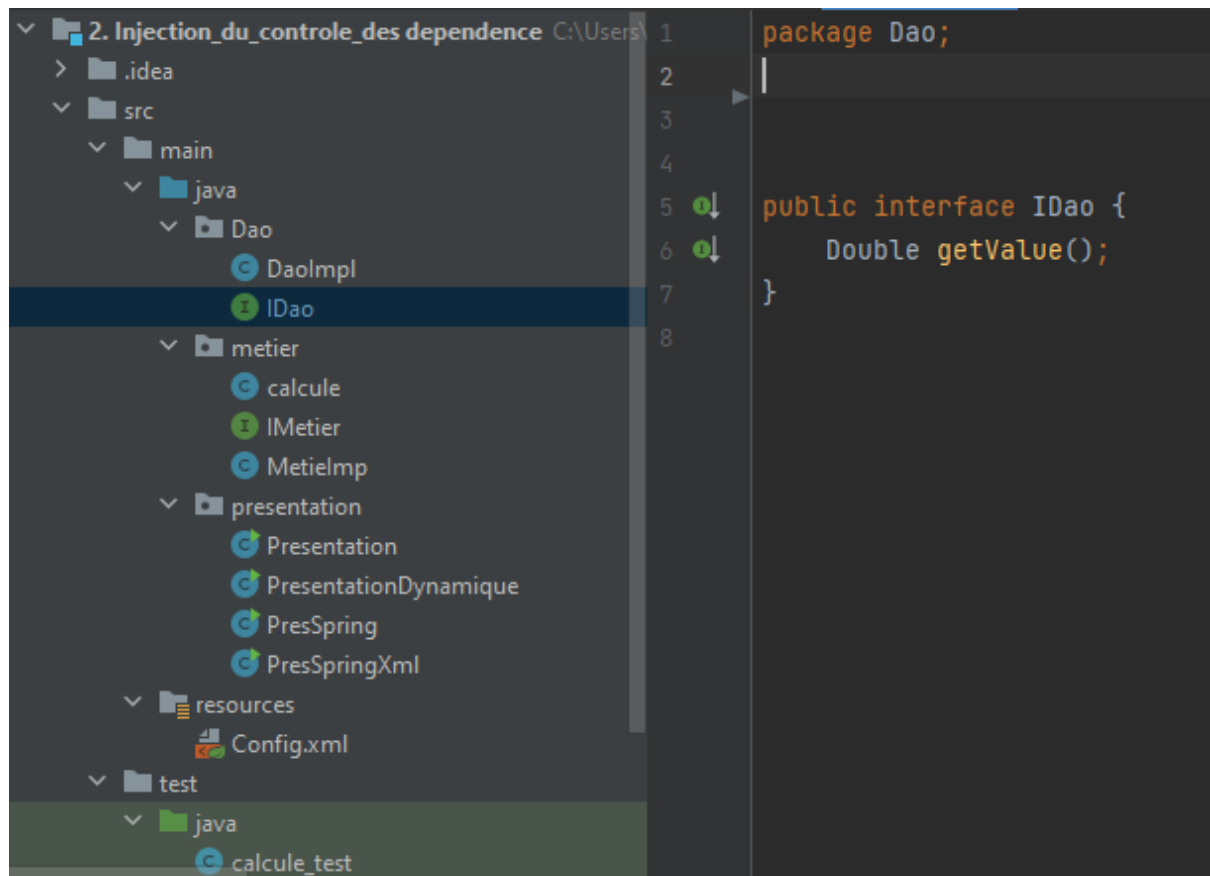 2. Injection_du_controle_des dependence C:\Users\
.idea
src
main
java
Dao
DaoImpl
IDao
metier
calcule
IMetier
MetieImp
presentation
Presentation
PresentationDynamique
PresSpring
PresSpringXml
resources
Config.xml
test
java
calcule_test
1 package Dao;
2
3
4
5 public interface IDao {
6 Double getValue();
7 }
8